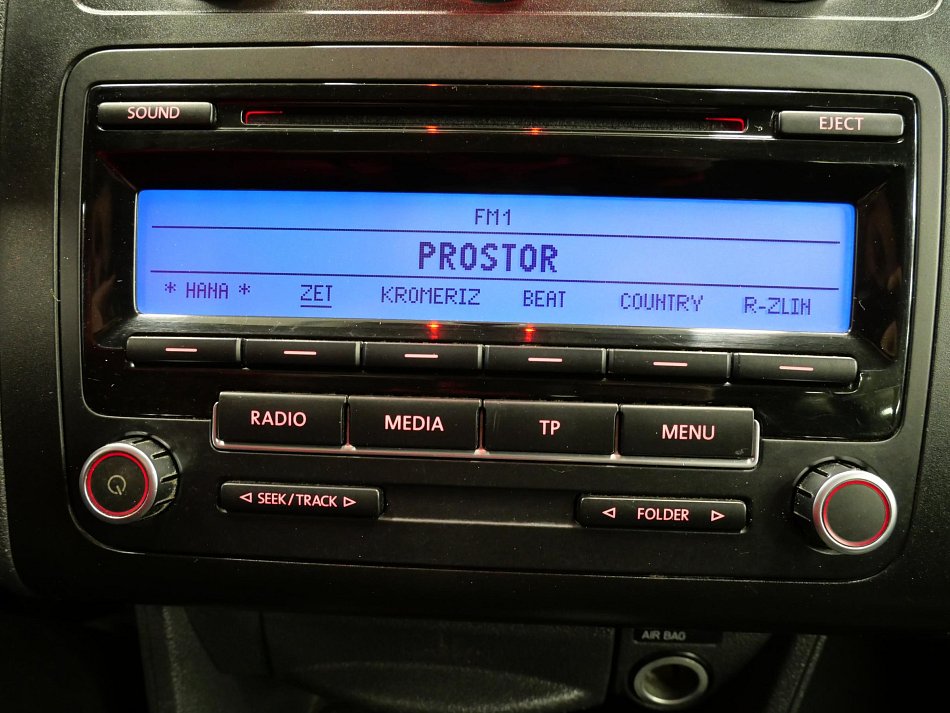 SOUND EJECT
FM1
PROSTOR
* HANA * ZET KROMERIZ BEAT COUNTRY R-ZLIN
RADIO MEDIA TP MENU
SEEK/TRACK FOLDER
AIR BAG